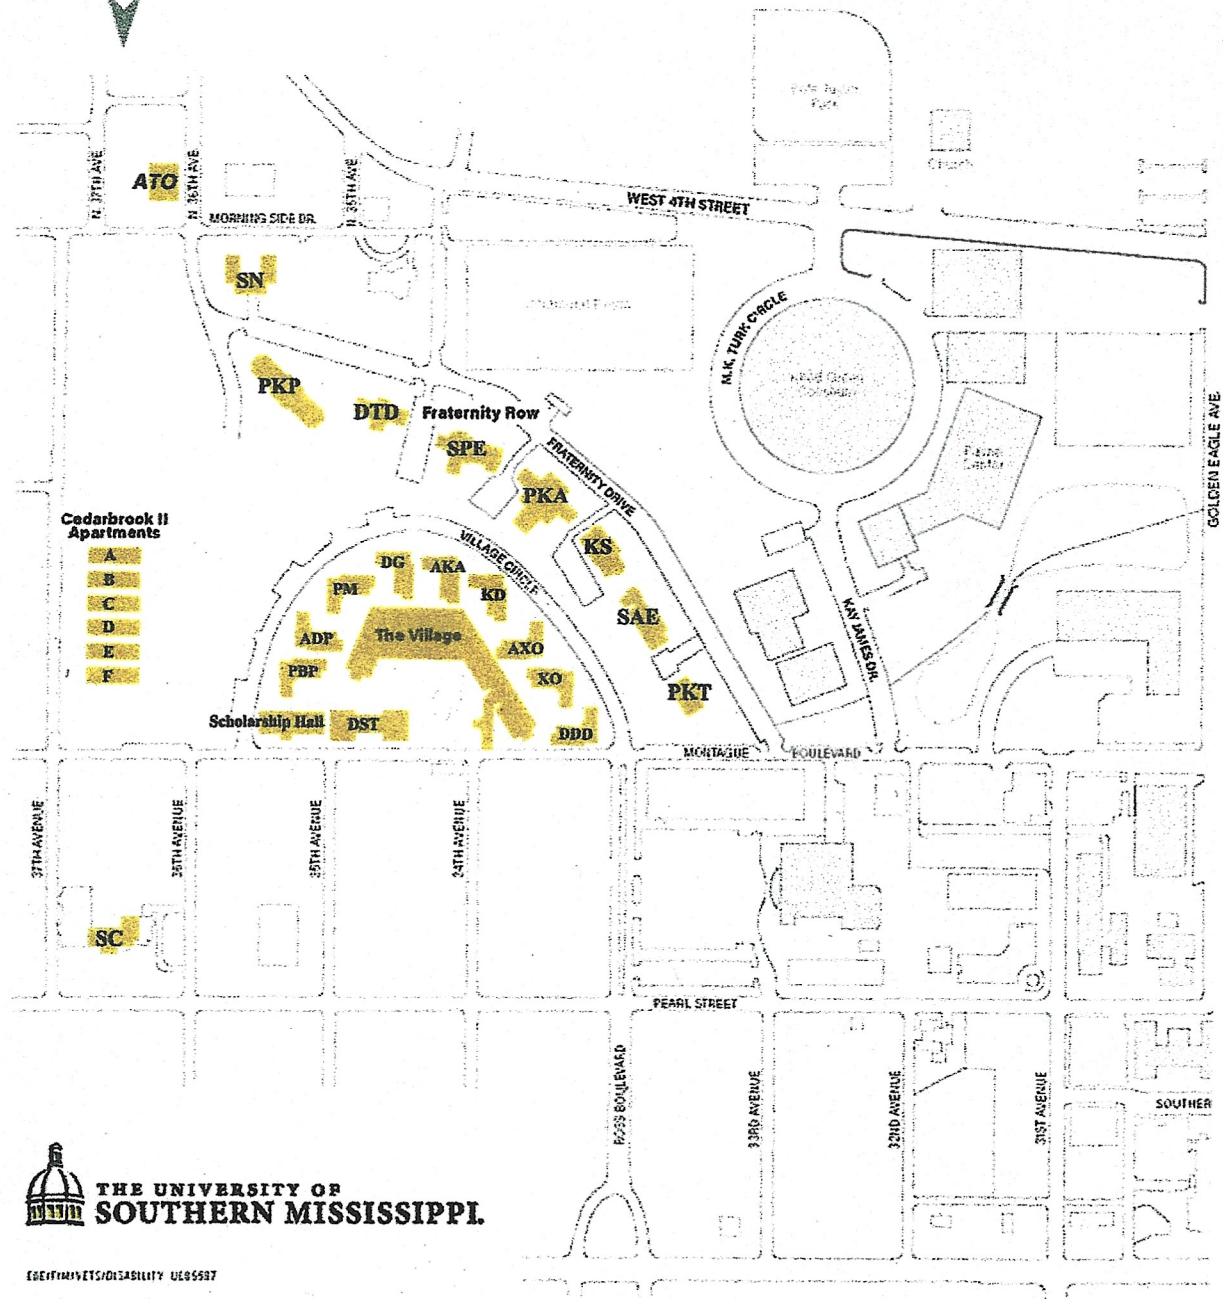 Church
N. 37TH AVE.
ATO
N. 36TH AVE.
N. 35TH AVE.
MORNING SIDE DR.
WEST 4TH STREET
SN
M.K. TURK CIRCLE
PKP
DTD
Fraternity Row
SPE
FRATERNITY DRIVE
PKA
GOLDEN EAGLE AVE.
Cedarbrook II
Apartments
A
B
C
D
E
F
VILLAGE CIRCLE
KS
DG
AKA
PM
KD
SAE
KAY JAMES DR.
ADP
The Village
AXO
PBP
XO
PKT
Scholarship Hall
DST
DDD
MONTAGUE
BOULEVARD
37TH AVENUE
36TH AVENUE
35TH AVENUE
34TH AVENUE
SC
PEARL STREET
ROSS BOULEVARD
33RD AVENUE
32ND AVENUE
31ST AVENUE
SOUTHER
THE UNIVERSITY OF
SOUTHERN MISSISSIPPI.